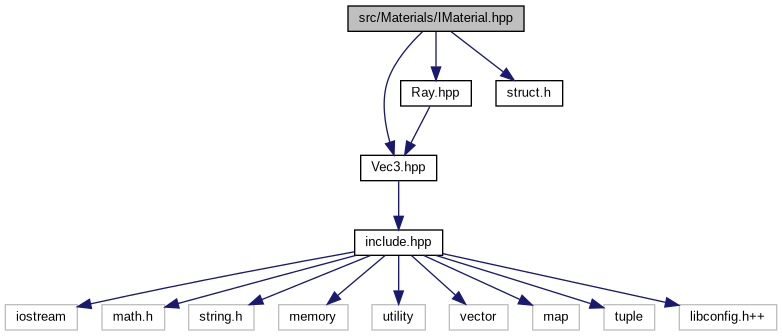 src/Materials/IMaterial.hpp
Ray.hpp
struct.h
Vec3.hpp
include.hpp
iostream
math.h
string.h
memory
utility
vector
map
tuple
libconfig.h++